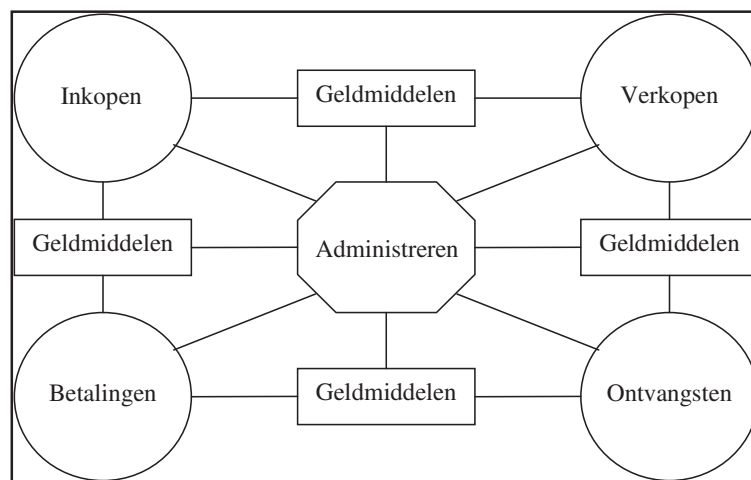 Inkopen
Geldmiddelen
Verkopen
Geldmiddelen
Administreren
Geldmiddelen
Betalingen
Geldmiddelen
Ontvangsten